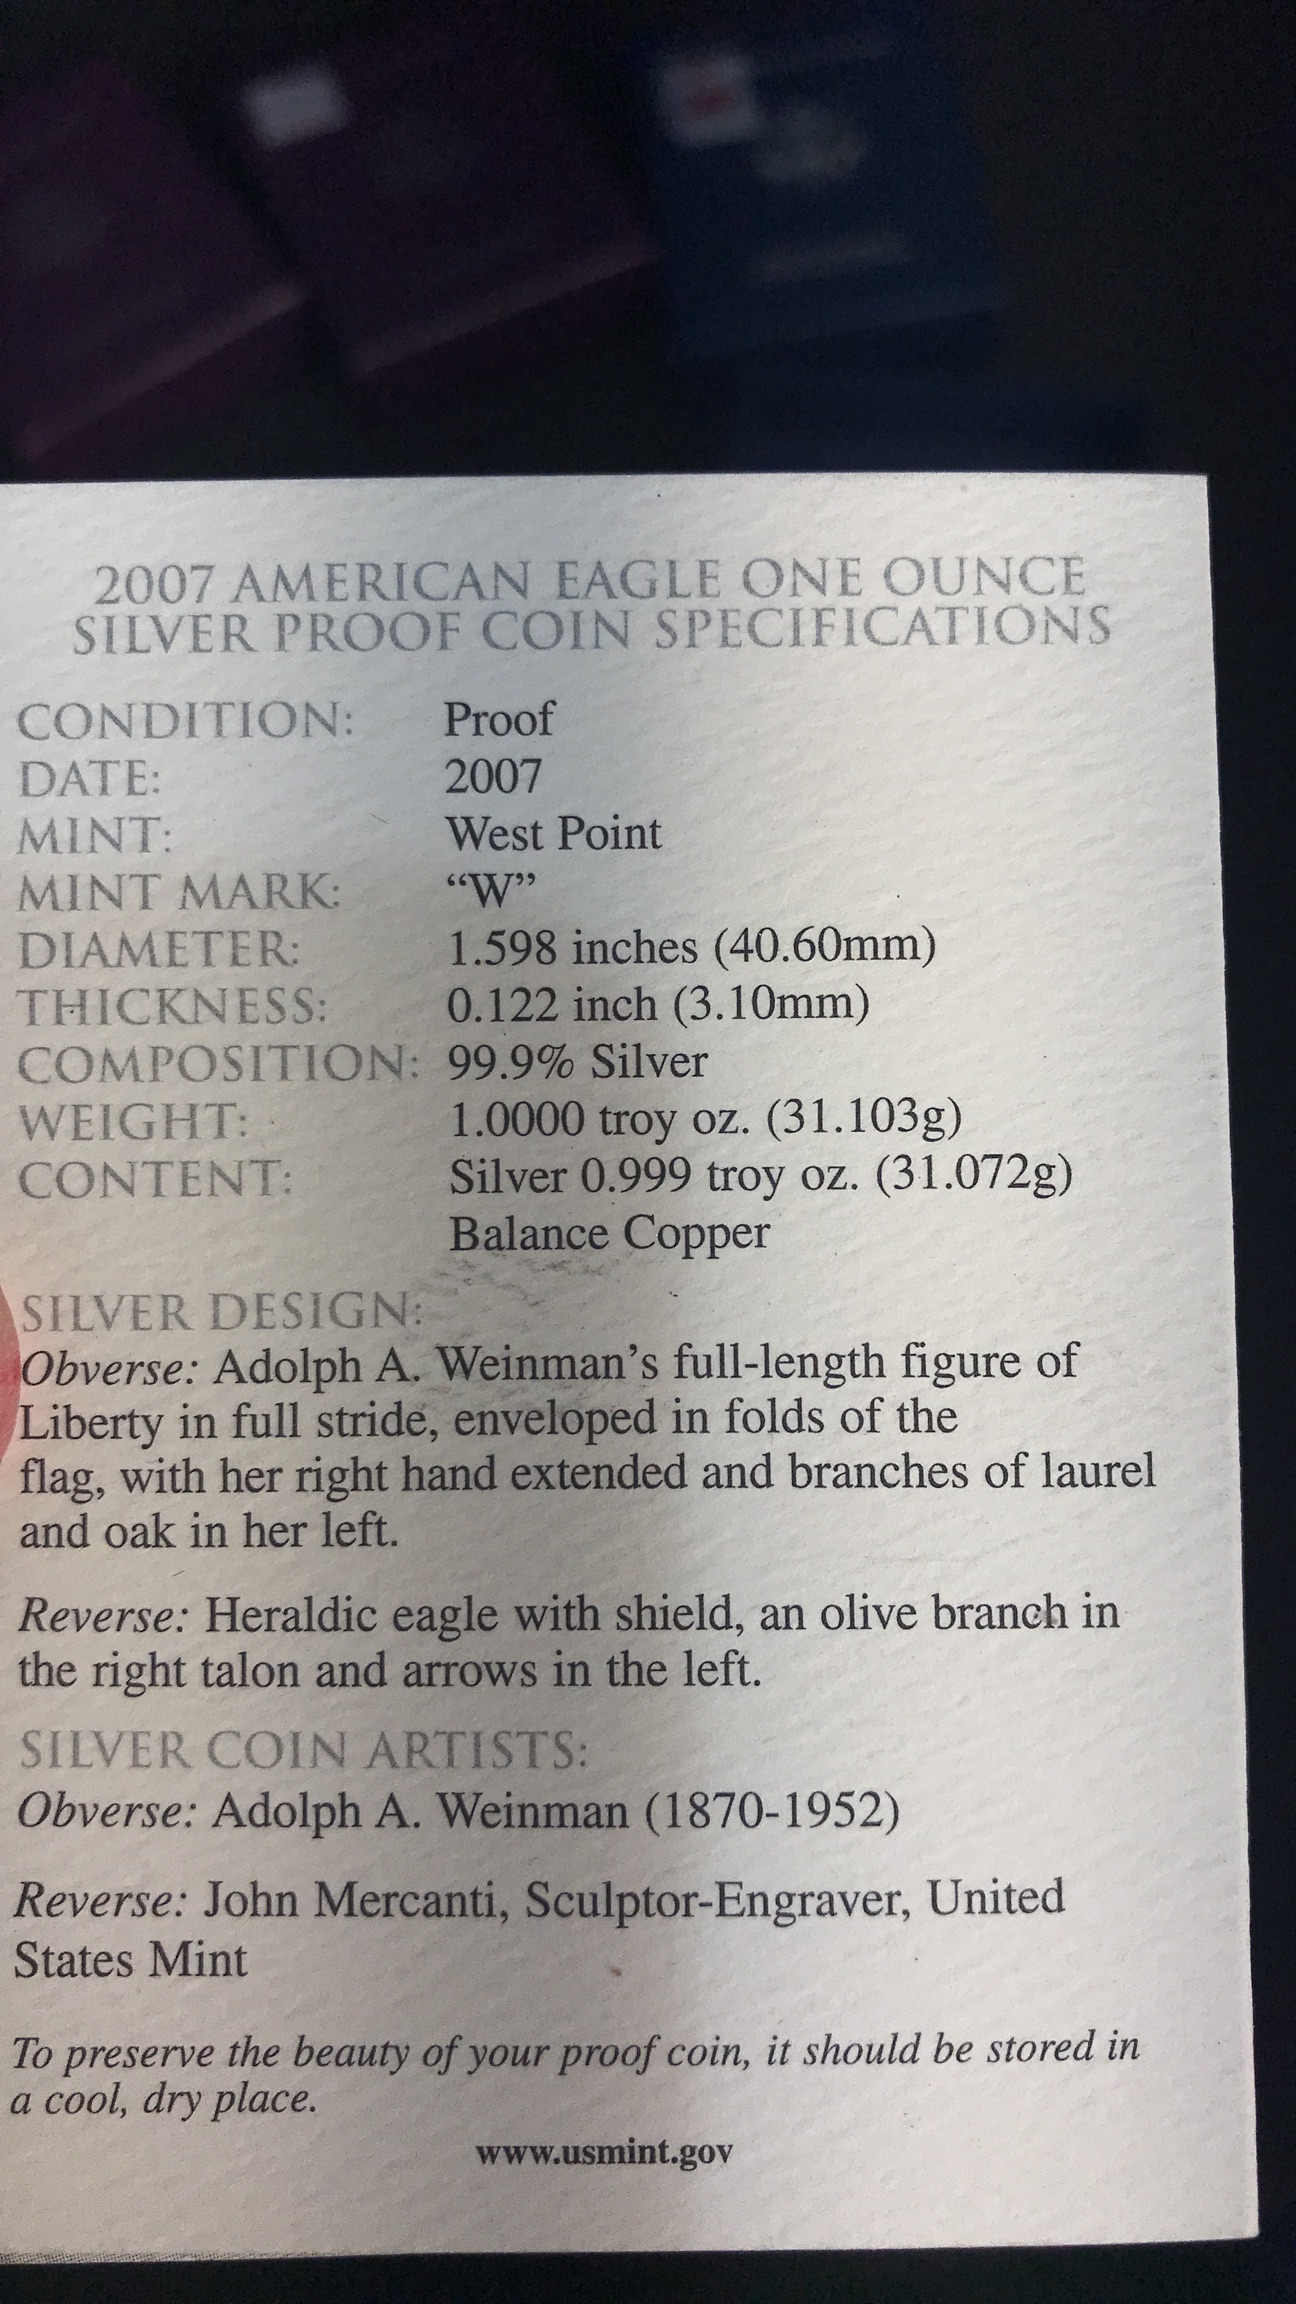 2007 AMERICAN EAGLE ONE OUNCE
SILVER PROOF COIN SPECIFICATIONS
CONDITION: Proof
DATE: 2007
MINT: West Point
MINT MARK: “W”
DIAMETER: 1.598 inches (40.60mm)
THICKNESS: 0.122 inch (3.10mm)
COMPOSITION: 99.9% Silver
WEIGHT: 1.0000 troy oz. (31.103g)
CONTENT: Silver 0.999 troy oz. (31.072g)
Balance Copper
SILVER DESIGN:
Obverse: Adolph A. Weinman’s full-length figure of
Liberty in full stride, enveloped in folds of the
flag, with her right hand extended and branches of laurel
and oak in her left.
Reverse: Heraldic eagle with shield, an olive branch in
the right talon and arrows in the left.
SILVER COIN ARTISTS:
Obverse: Adolph A. Weinman (1870-1952)
Reverse: John Mercanti, Sculptor-Engraver, United
States Mint
To preserve the beauty of your proof coin, it should be stored in
a cool, dry place.
www.usmint.gov